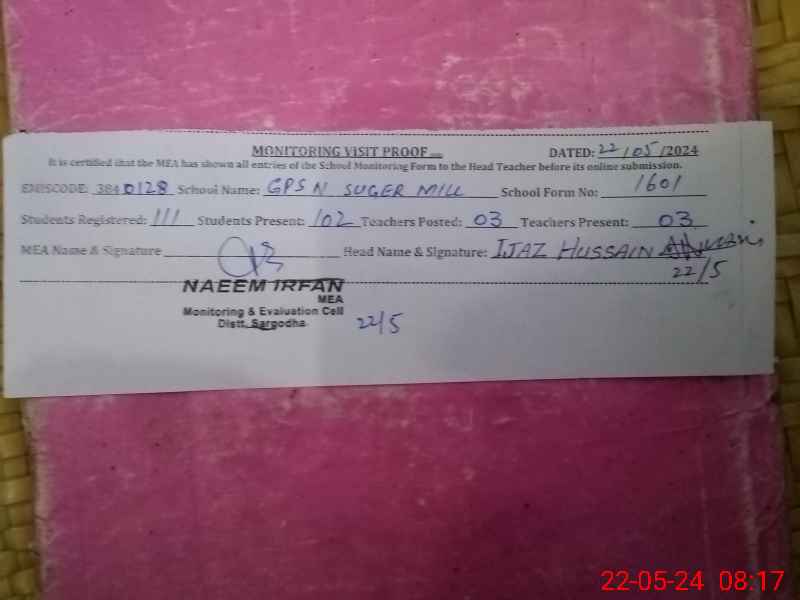 MONITORING VISIT PROOF DATED: 22/05/2024
It is certified that the MEA has shown all entries of the School Monitoring Form to the Head Teacher before its online submission.
EMISCODE: 3840128 School Name: GPS N SUGER MILL School Form No: 1601
Students Registered: 111 Students Present: 102 Teachers Posted: 03 Teachers Present: 03
MEA Name & Signature Head Name & Signature: IJAZ HUSSAIN
22/5
NAEEM IRFAN
MEA
Monitoring & Evaluation Cell
Distt. Sargodha
22/5
22-05-24 08:17